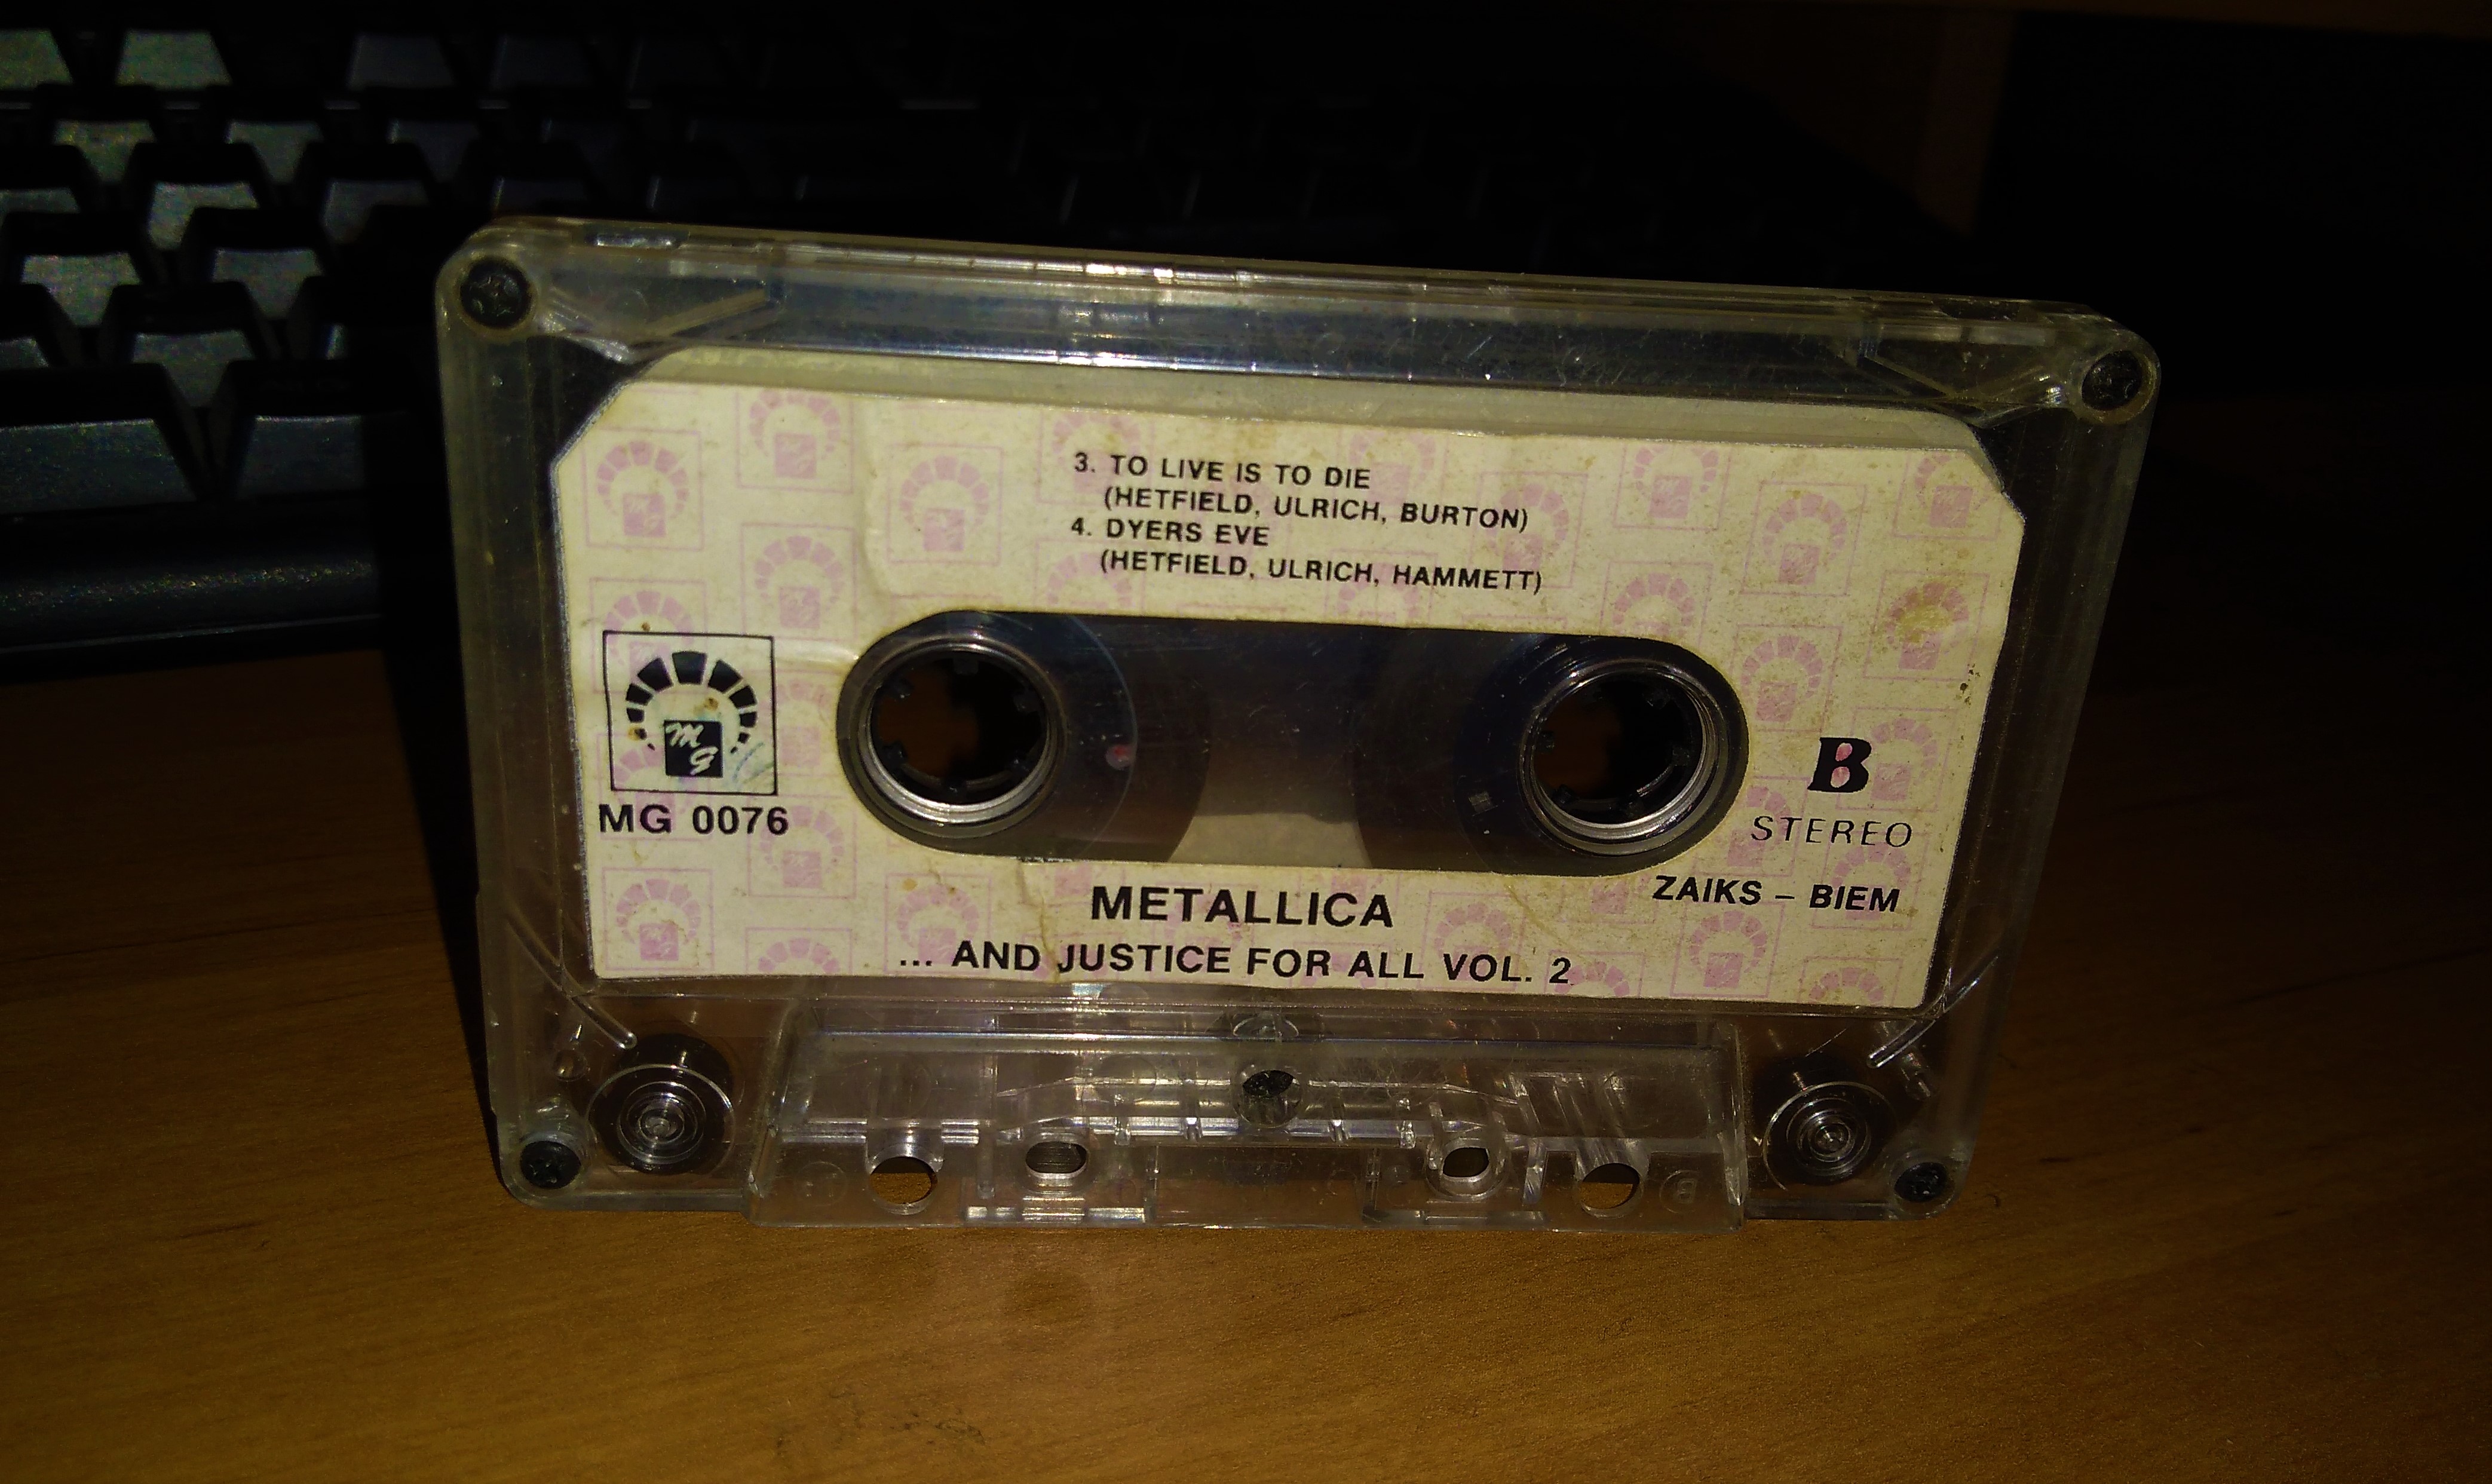 3. TO LIVE IS TO DIE
(HETFIELD, ULRICH, BURTON)
4. DYERS EVE
(HETFIELD, ULRICH, HAMMETT)
MG
MG 0076
B
STEREO
ZAIKS – BIEM
METALLICA
... AND JUSTICE FOR ALL VOL. 2
B